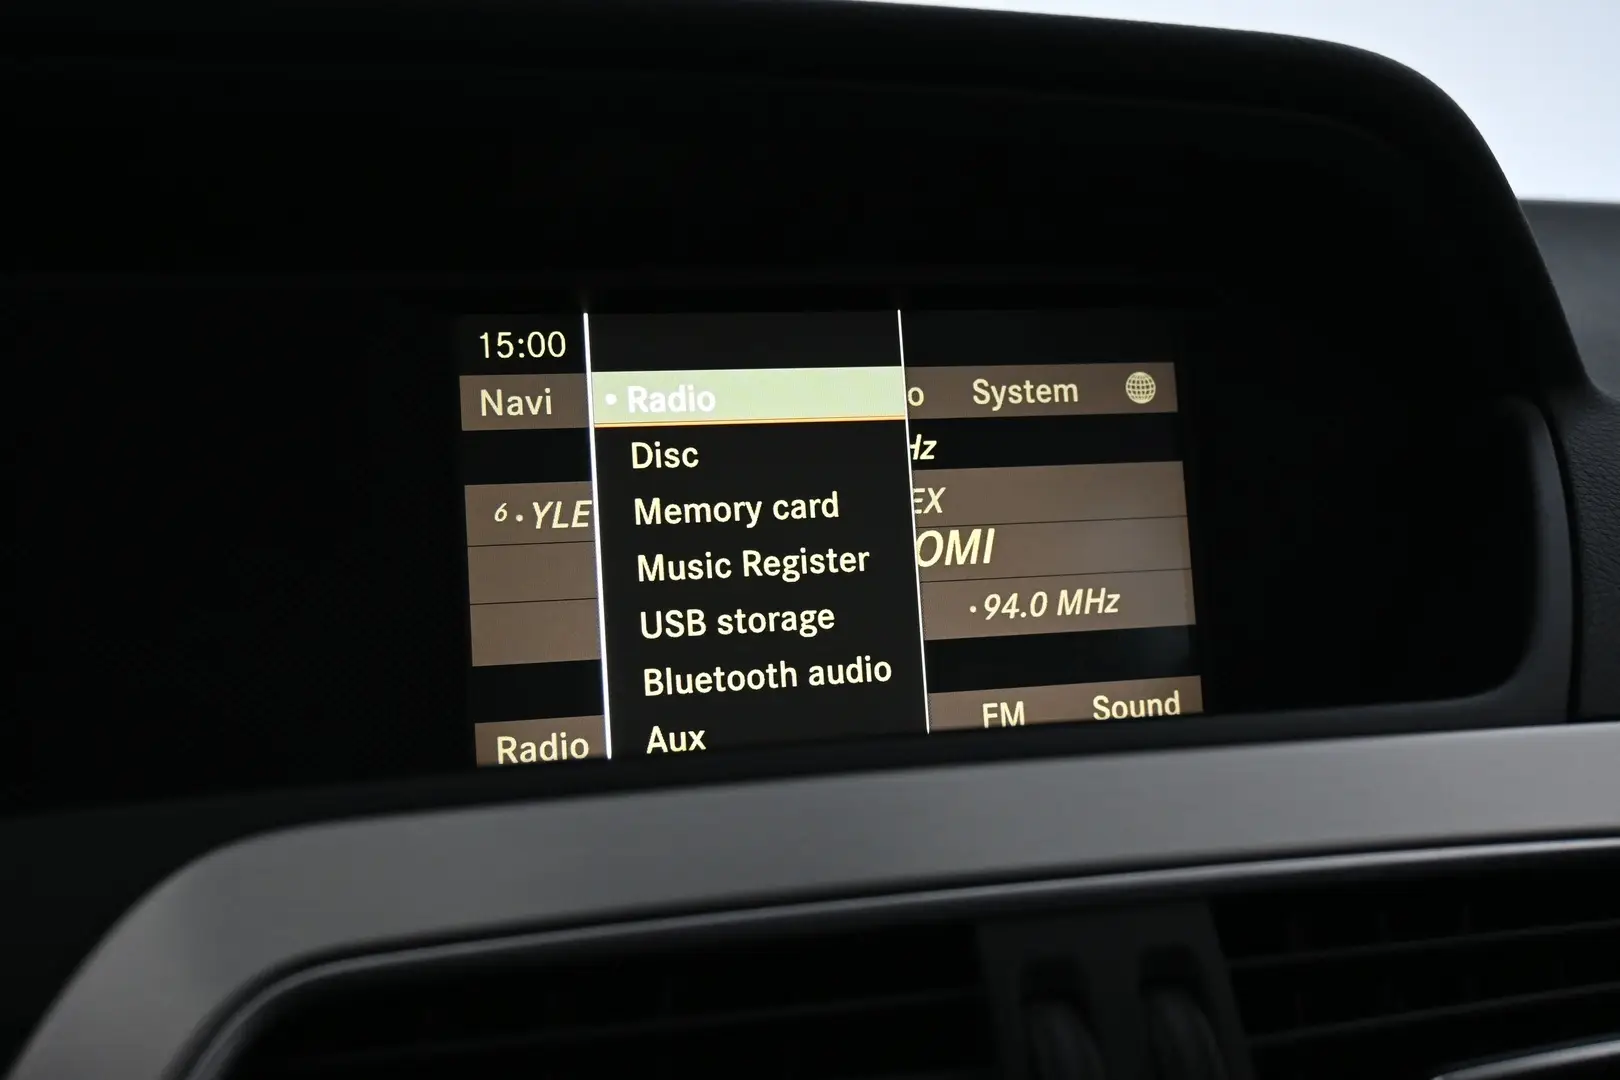 15:00
Navi
• Radio
o
System
Hz
Disc
6 • YLE
EX
Memory card
OMI
Music Register
• 94.0 MHz
USB storage
Bluetooth audio
Radio
Aux
FM
Sound